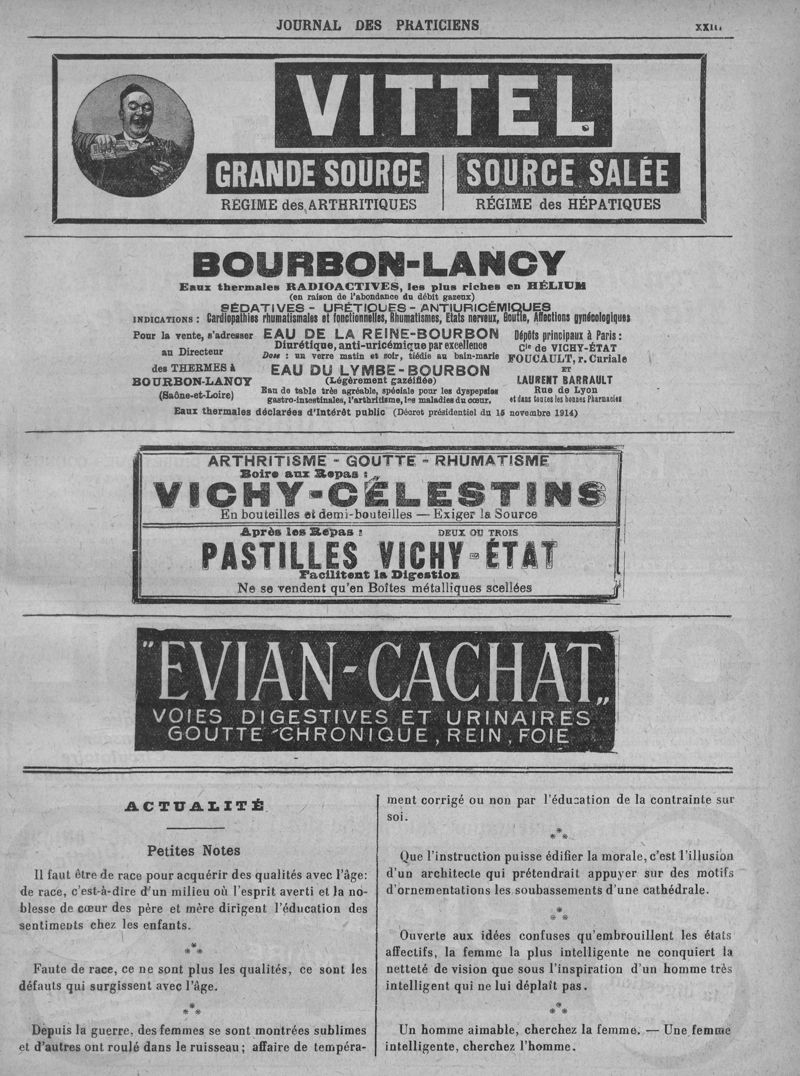 JOURNAL DES PRATICIENS
VITTEL
GRANDE SOURCE
SOURCE SALÉE
RÉGIME des ARTHRITIQUES
RÉGIME des HÉPATIQUES
BOURBON-LANCY
Eaux thermales RADIOACTIVES, les plus riches en HÉLIUM
(en raison de l'abondance du débit gazeux)
SÉDATIVES - URÉTIQUES - ANTIURICÉMIQUES
INDICATIONS : Cardiopathies rhumatismales et fonctionnelles, Rhumatismes, Etats nerveux, Goutte, Affections gynécologiques
Pour la vente, s'adresser
au Directeur
des THERMES à
BOURBON-LANCY
(Saône-et-Loire)
EAU DE LA REINE-BOURBON
Diurétique, anti-uricémique par excellence
Dose : un verre matin et soir, tiédie au bain-marie
EAU DU LYMBE-BOURBON
(Légèrement gazéifiée)
Eau de table très agréable, spéciale pour les dyspepsies
gastro-intestinales, l'arthritisme, les maladies du cœur.
Dépôts principaux à Paris :
Cie de VICHY-ÉTAT
FOUCAULT, r. Curiale
ET
LAURENT BARRAULT
Rue de Lyon
et dans toutes les bonnes Pharmacies
Eaux thermales déclarées d'Intérêt public (Décret présidentiel du 15 novembre 1914)
ARTHRITISME - GOUTTE - RHUMATISME
Boire aux Repas :
VICHY-CÉLESTINS
En bouteilles et demi-bouteilles — Exiger la Source
Après les Repas : DEUX OU TROIS
PASTILLES VICHY-ÉTAT
Facilitent la Digestion
Ne se vendent qu'en Boîtes métalliques scellées
"EVIAN-CACHAT„
VOIES DIGESTIVES ET URINAIRES
GOUTTE CHRONIQUE, REIN, FOIE
ACTUALITÉ
Petites Notes
Il faut être de race pour acquérir des qualités avec l'âge:
de race, c'est-à-dire d'un milieu où l'esprit averti et la no-
blesse de cœur des père et mère dirigent l'éducation des
sentiments chez les enfants.
* * *
Faute de race, ce ne sont plus les qualités, ce sont les
défauts qui surgissent avec l'âge.
* * *
Depuis la guerre, des femmes se sont montrées sublimes
et d'autres ont roulé dans le ruisseau ; affaire de tempéra-
ment corrigé ou non par l'éducation de la contrainte sur
soi.
* * *
Que l'instruction puisse édifier la morale, c'est l'illusion
d'un architecte qui prétendrait appuyer sur des motifs
d'ornementations les soubassements d'une cathédrale.
* * *
Ouverte aux idées confuses qu'embrouillent les états
affectifs, la femme la plus intelligente ne conquiert la
netteté de vision que sous l'inspiration d'un homme très
intelligent qui ne lui déplaît pas.
* * *
Un homme aimable, cherchez la femme. — Une femme
intelligente, cherchez l'homme.